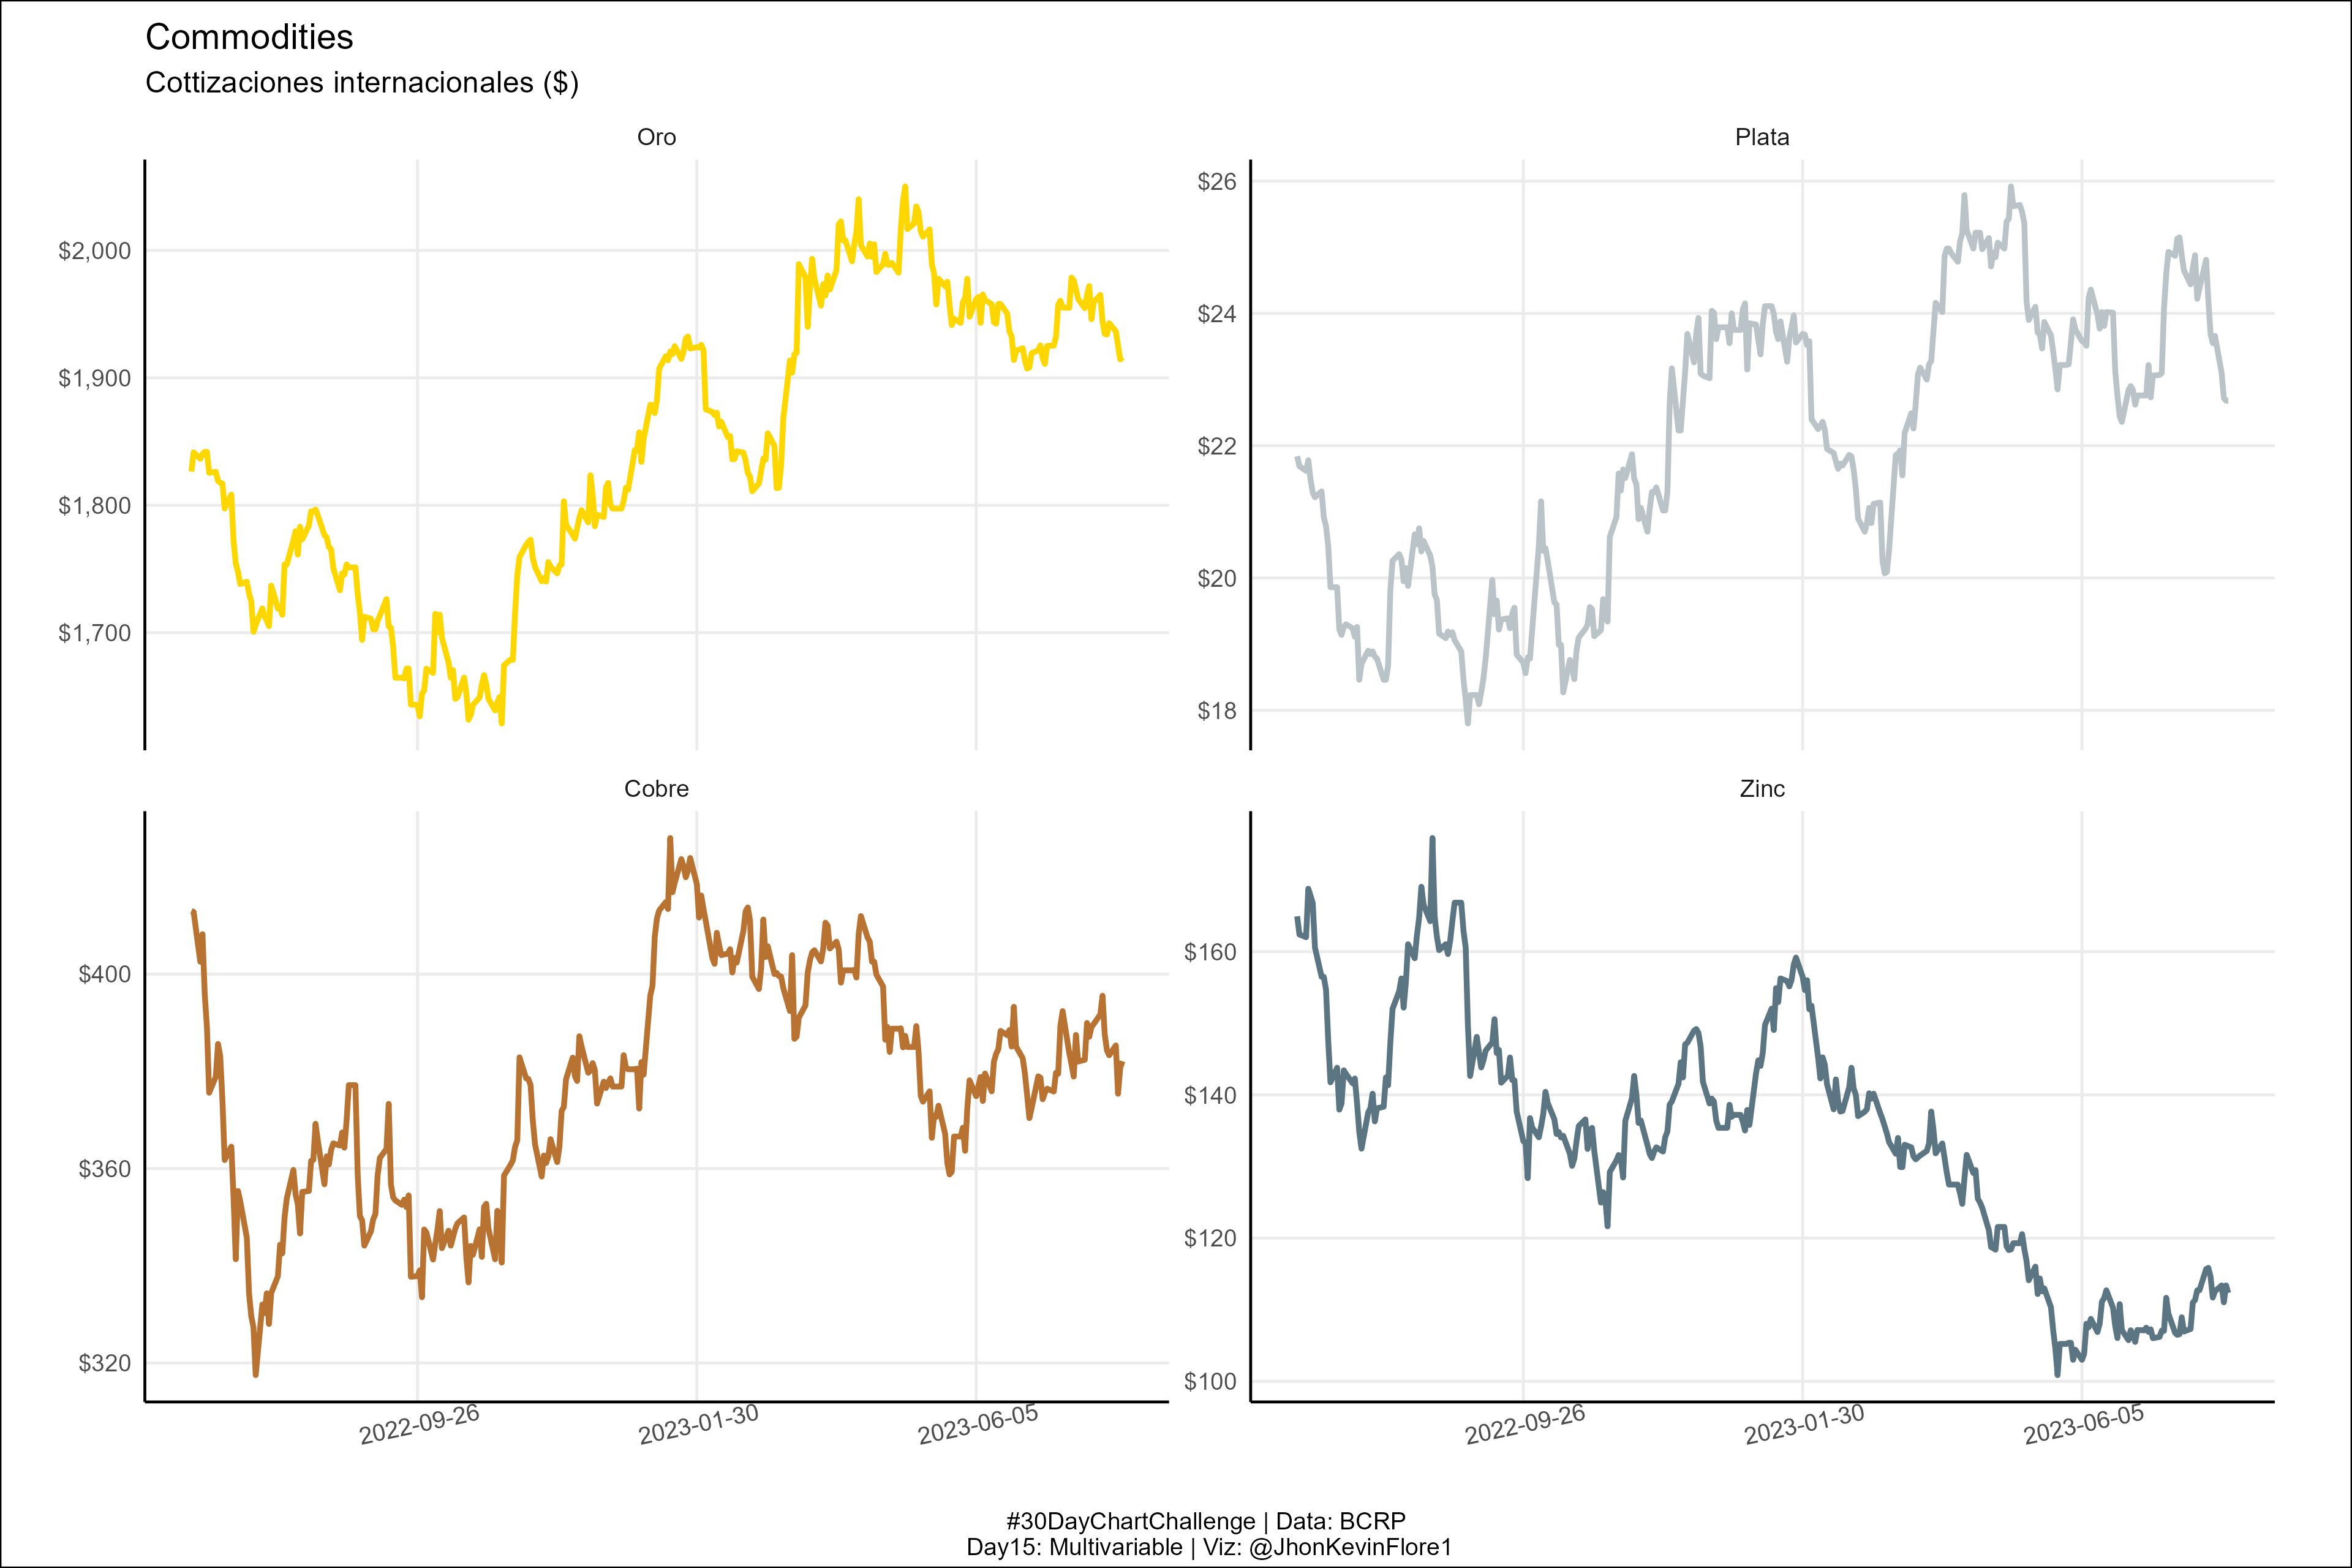 Commodities
Cottizaciones internacionales ($)
Oro
$2,000
$1,900
$1,800
$1,700
Plata
$26
$24
$22
$20
$18
Cobre
$400
$360
$320
2022-09-26
2023-01-30
2023-06-05
Zinc
$160
$140
$120
$100
2022-09-26
2023-01-30
2023-06-05
#30DayChartChallenge | Data: BCRP
Day15: Multivariable | Viz: @JhonKevinFlore1